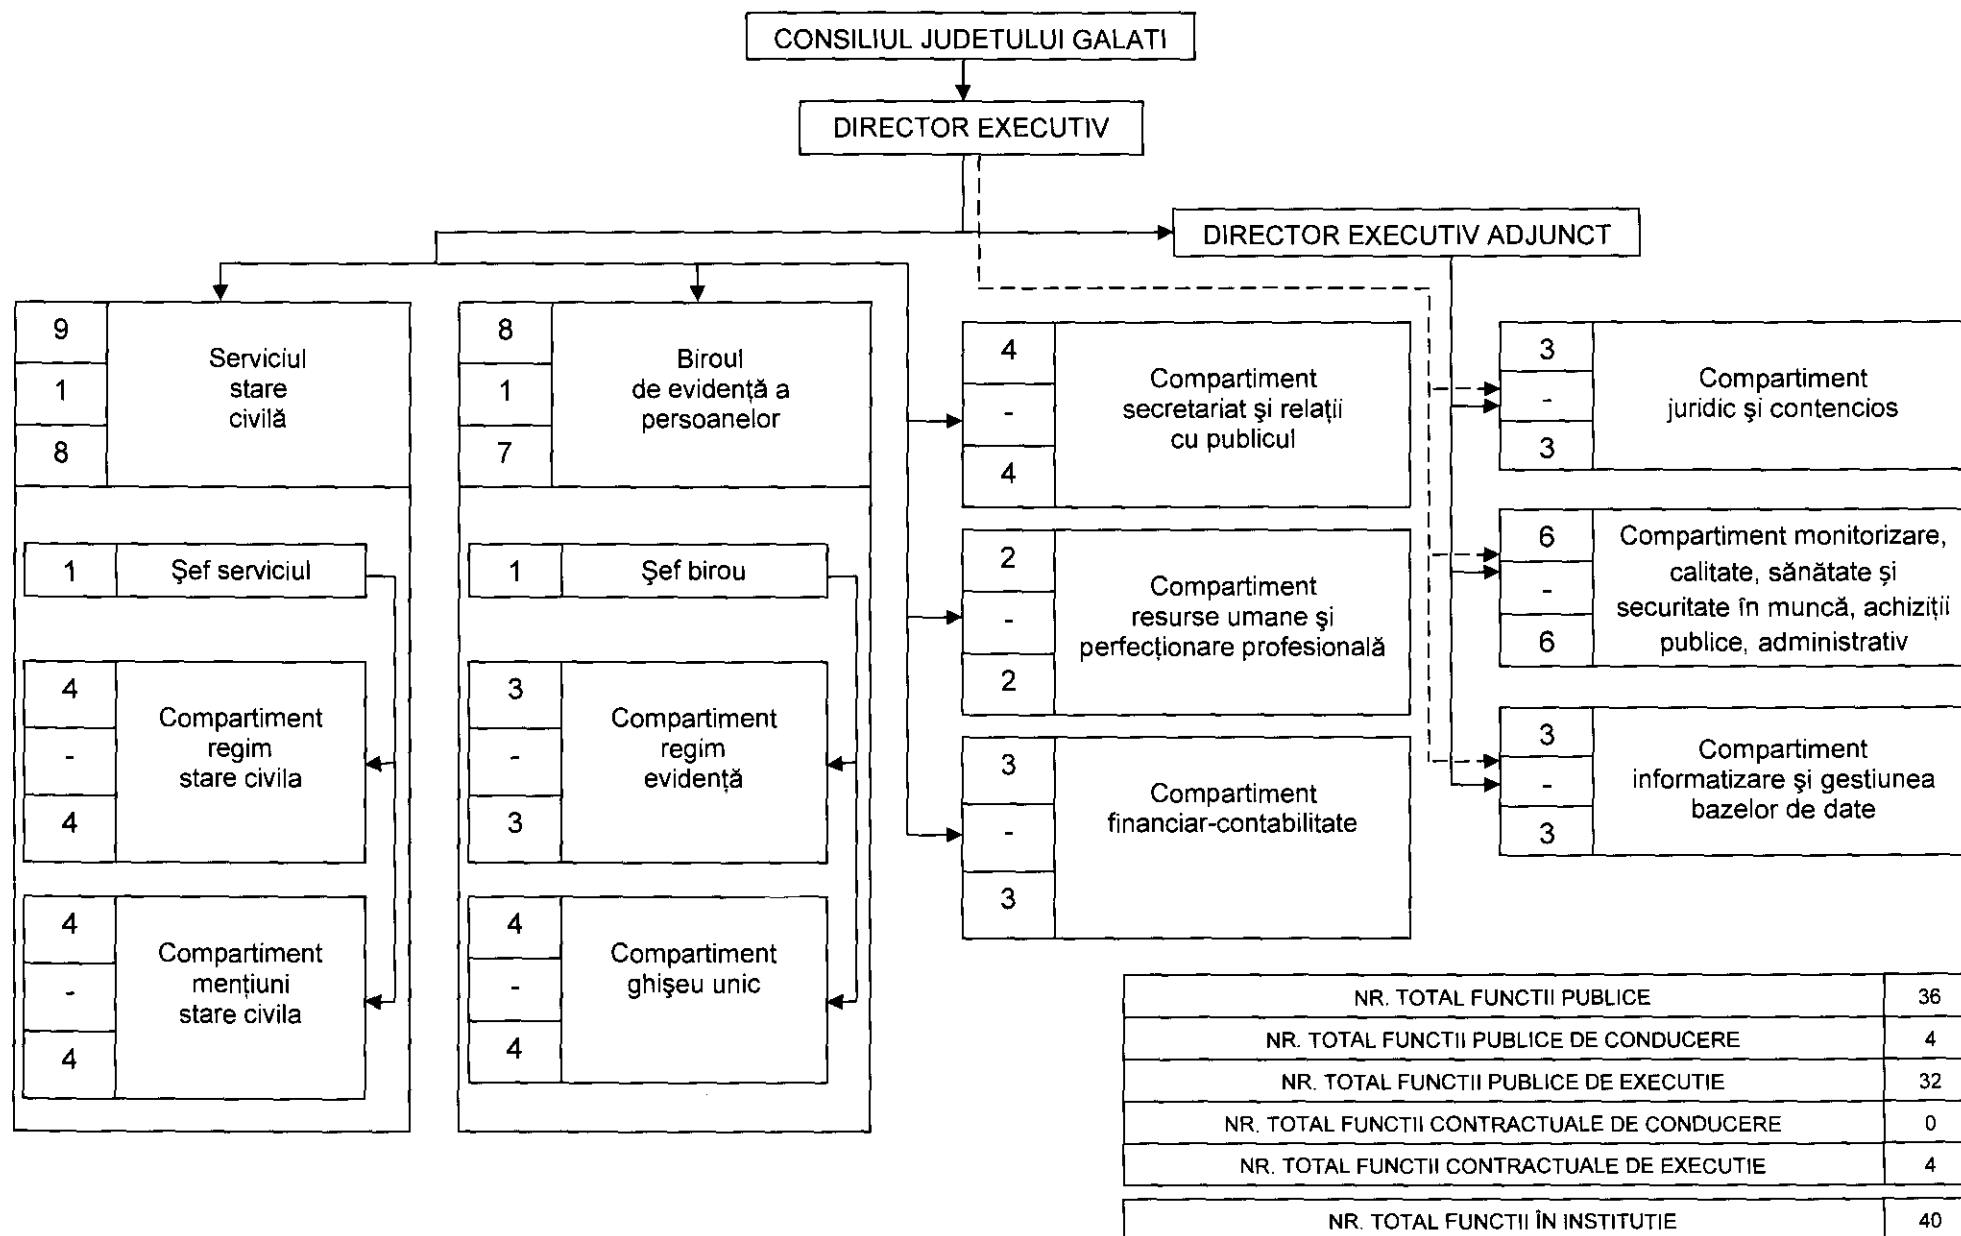 CONSILIUL JUDETULUI GALATI
DIRECTOR EXECUTIV
DIRECTOR EXECUTIV ADJUNCT
9
1
8
Serviciul
stare
civilă
1
Şef serviciul
4
-
4
Compartiment
regim
stare civila
4
-
4
Compartiment
mențiuni
stare civila
8
1
7
Biroul
de evidență a
persoanelor
1
Şef birou
3
-
3
Compartiment
regim
evidență
4
-
4
Compartiment
ghişeu unic
4
-
4
Compartiment
secretariat şi relații
cu publicul
2
-
2
Compartiment
resurse umane şi
perfecționare profesională
3
-
3
Compartiment
financiar-contabilitate
3
-
3
Compartiment
juridic şi contencios
6
-
6
Compartiment monitorizare,
calitate, sănătate și
securitate în muncă, achiziții
publice, administrativ
3
-
3
Compartiment
informatizare şi gestiunea
bazelor de date
NR. TOTAL FUNCTII PUBLICE 36
NR. TOTAL FUNCTII PUBLICE DE CONDUCERE 4
NR. TOTAL FUNCTII PUBLICE DE EXECUTIE 32
NR. TOTAL FUNCTII CONTRACTUALE DE CONDUCERE 0
NR. TOTAL FUNCTII CONTRACTUALE DE EXECUTIE 4
NR. TOTAL FUNCTII ÎN INSTITUTIE 40